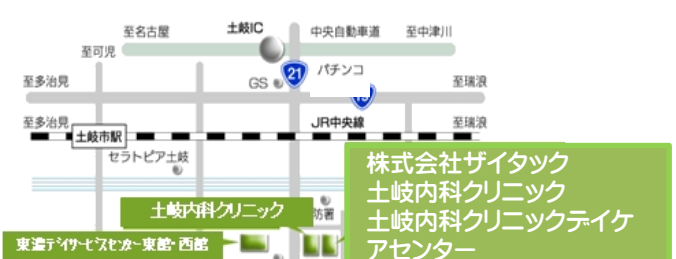 至名古屋
土岐IC
中央自動車道
至中津川
至可児
21
パチンコ
至多治見
GS
至瑞浪
19
至多治見
JR中央線
至瑞浪
土岐市駅
セラトピア土岐
株式会社ザイタック
土岐内科クリニック
土岐内科クリニックデイケ
アセンター
土岐内科クリニック
防署
東濃デイサービスセンター東館・西館